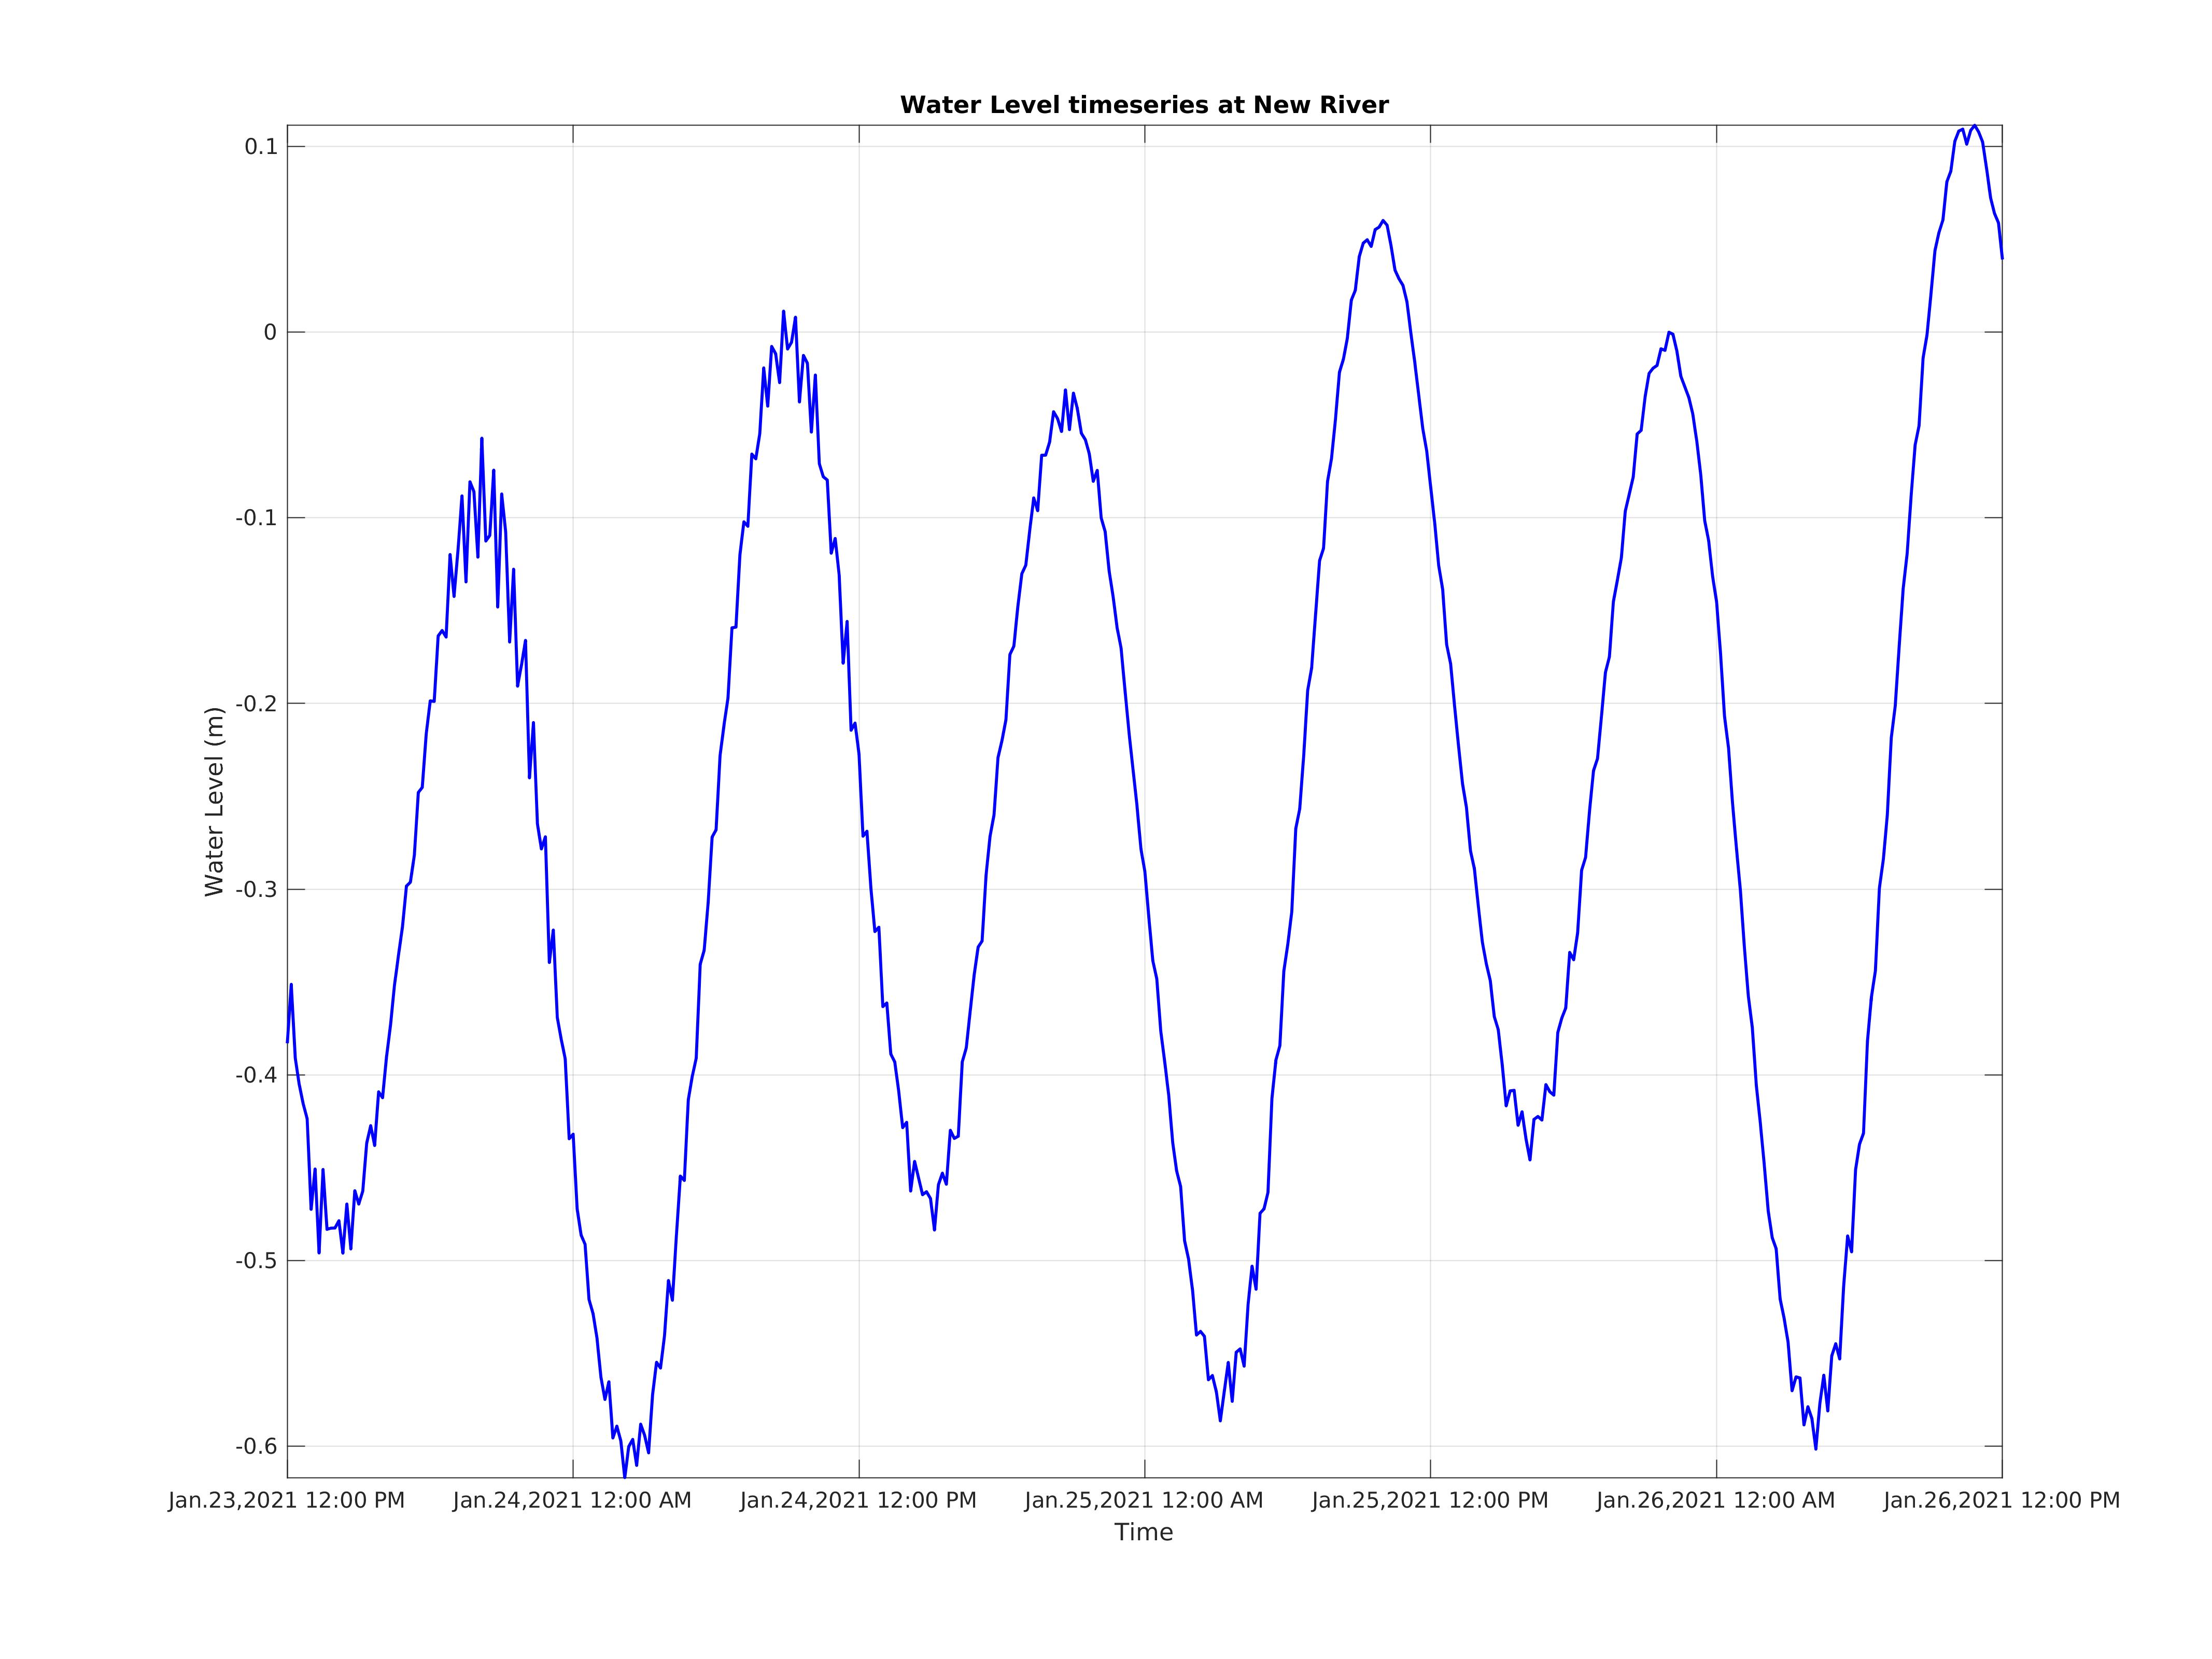 Water Level timeseries at New River
0.1
0
-0.1
-0.2
-0.3
-0.4
-0.5
-0.6
Water Level (m)
Jan.23,2021 12:00 PM Jan.24,2021 12:00 AM Jan.24,2021 12:00 PM Jan.25,2021 12:00 AM Jan.25,2021 12:00 PM Jan.26,2021 12:00 AM Jan.26,2021 12:00 PM
Time